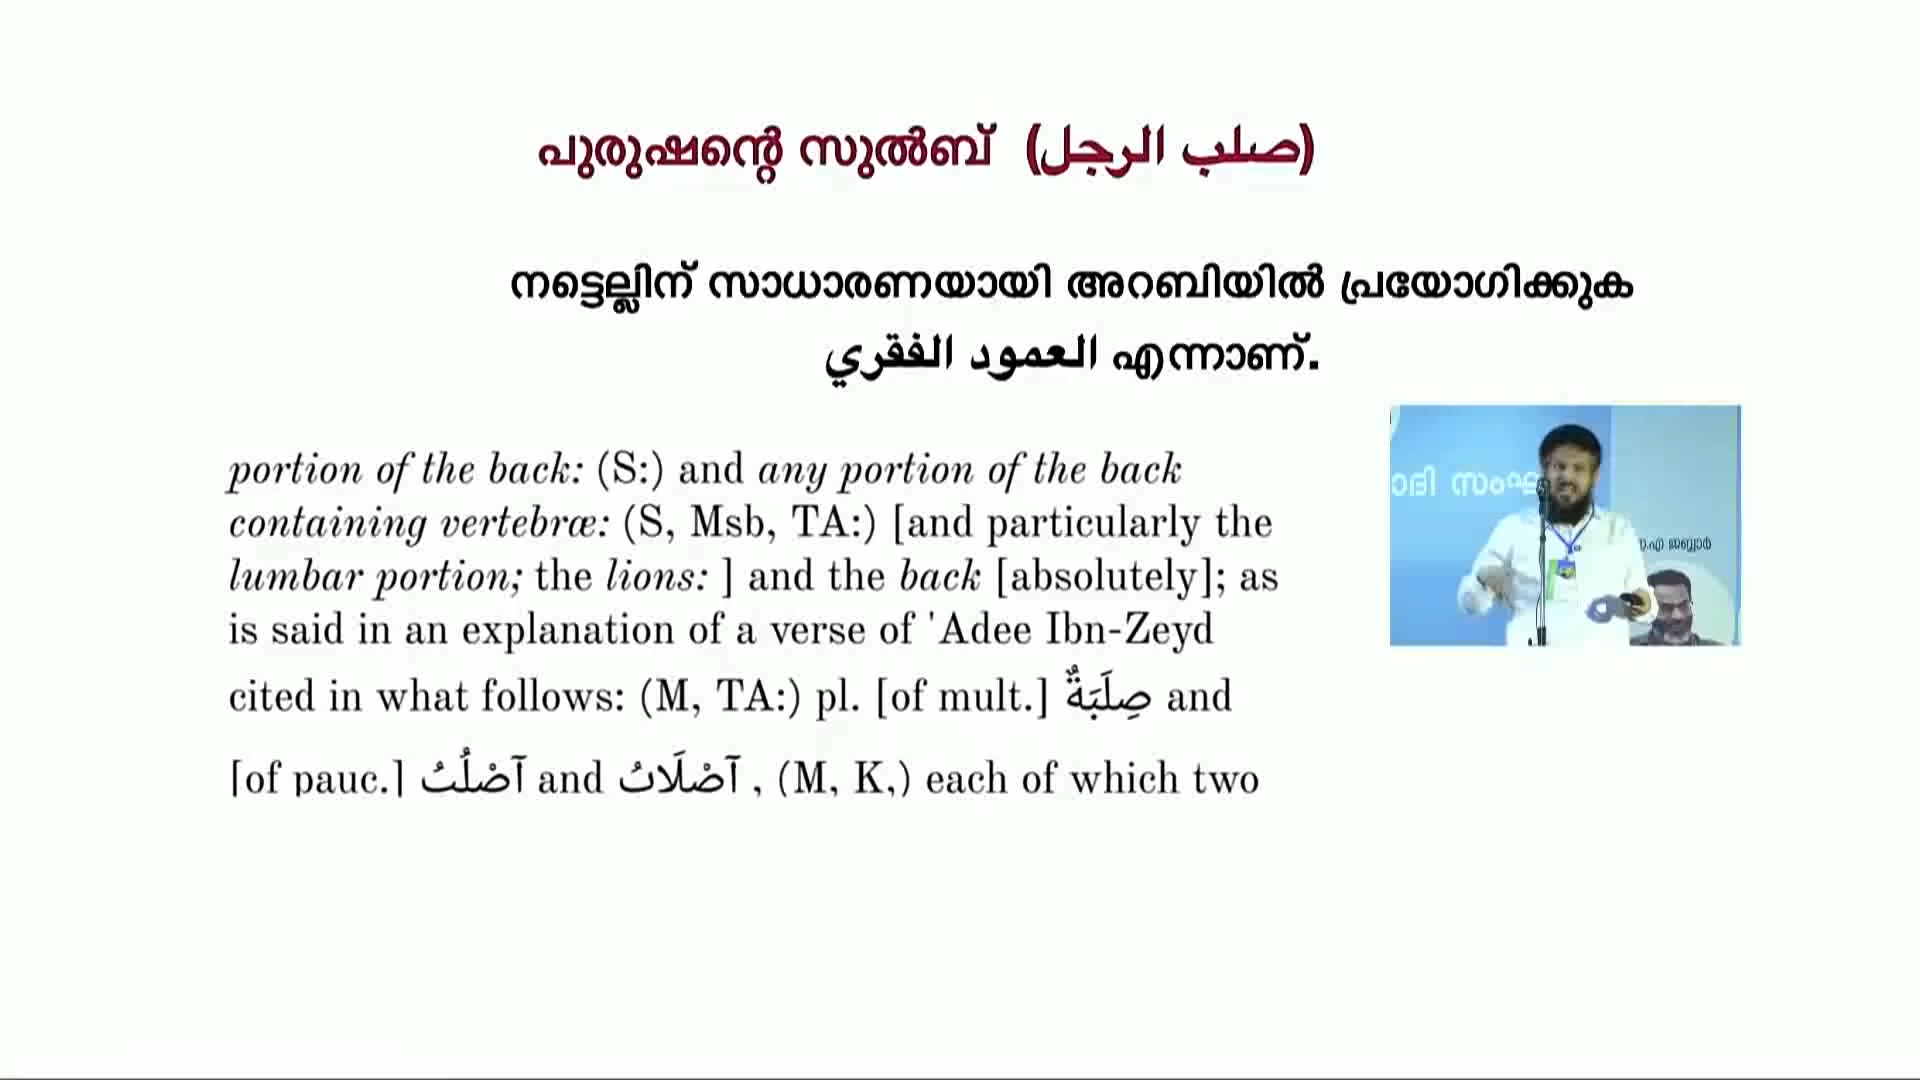 പുരുഷന്റെ സുൽബ് (صلب الرجل)
നട്ടെല്ലിന് സാധാരണയായി അറബിയിൽ പ്രയോഗിക്കുക
العمود الفقري എന്നാണ്.
portion of the back: (S:) and any portion of the back
containing vertebræ: (S, Msb, TA:) [and particularly the
lumbar portion; the lions: ] and the back [absolutely]; as
is said in an explanation of a verse of 'Adee Ibn-Zeyd
cited in what follows: (M, TA:) pl. [of mult.] صِلَبَةٌ and
[of pauc.] آصْلُبُ and آصْلَابُ , (M, K,) each of which two
ാദി സംഘ
.എ ജബ്ബാർ